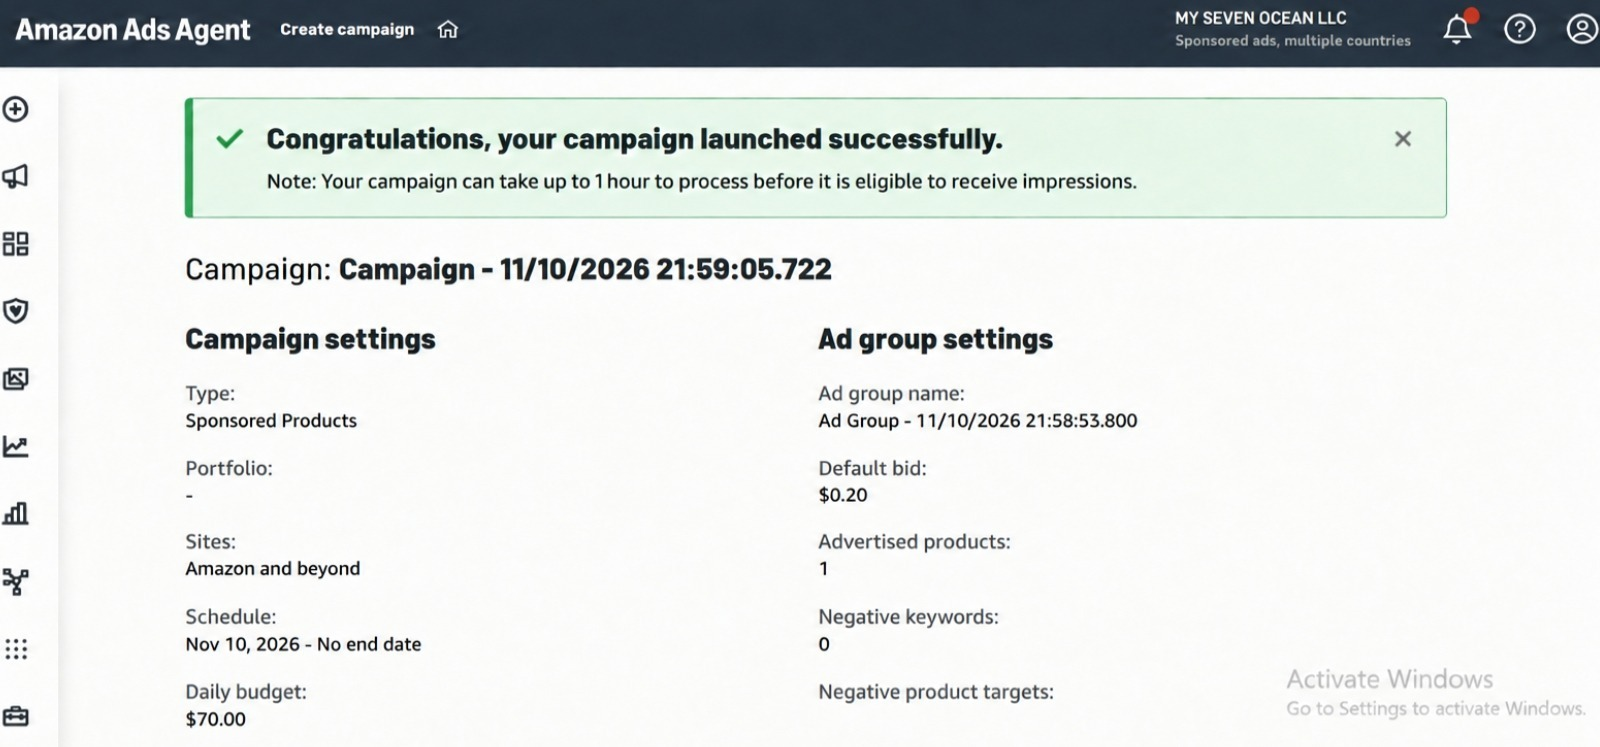 Amazon Ads Agent
Create campaign
MY SEVEN OCEAN LLC
Sponsored ads, multiple countries
Congratulations, your campaign launched successfully.
Note: Your campaign can take up to 1 hour to process before it is eligible to receive impressions.
Campaign: Campaign - 11/10/2026 21:59:05.722
Campaign settings
Type:
Sponsored Products
Portfolio:
-
Sites:
Amazon and beyond
Schedule:
Nov 10, 2026 - No end date
Daily budget:
$70.00
Ad group settings
Ad group name:
Ad Group - 11/10/2026 21:58:53.800
Default bid:
$0.20
Advertised products:
1
Negative keywords:
0
Negative product targets:
Activate Windows
Go to Settings to activate Windows.